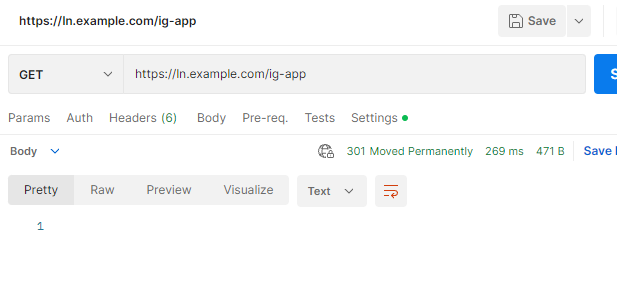 https://ln.example.com/ig-app
Save
GET https://ln.example.com/ig-app
Params Auth Headers (6) Body Pre-req. Tests Settings
Body 301 Moved Permanently 269 ms 471 B Save
Pretty Raw Preview Visualize Text
1